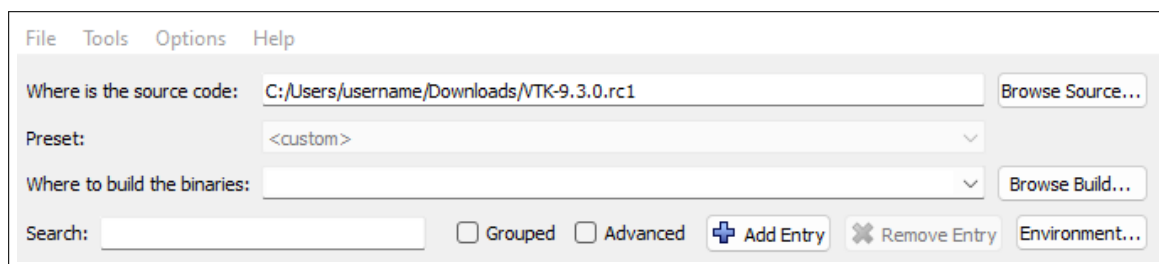 File Tools Options Help
Where is the source code: C:/Users/username/Downloads/VTK-9.3.0.rc1 Browse Source...
Preset: <custom>
Where to build the binaries: Browse Build...
Search: Grouped Advanced Add Entry Remove Entry Environment...